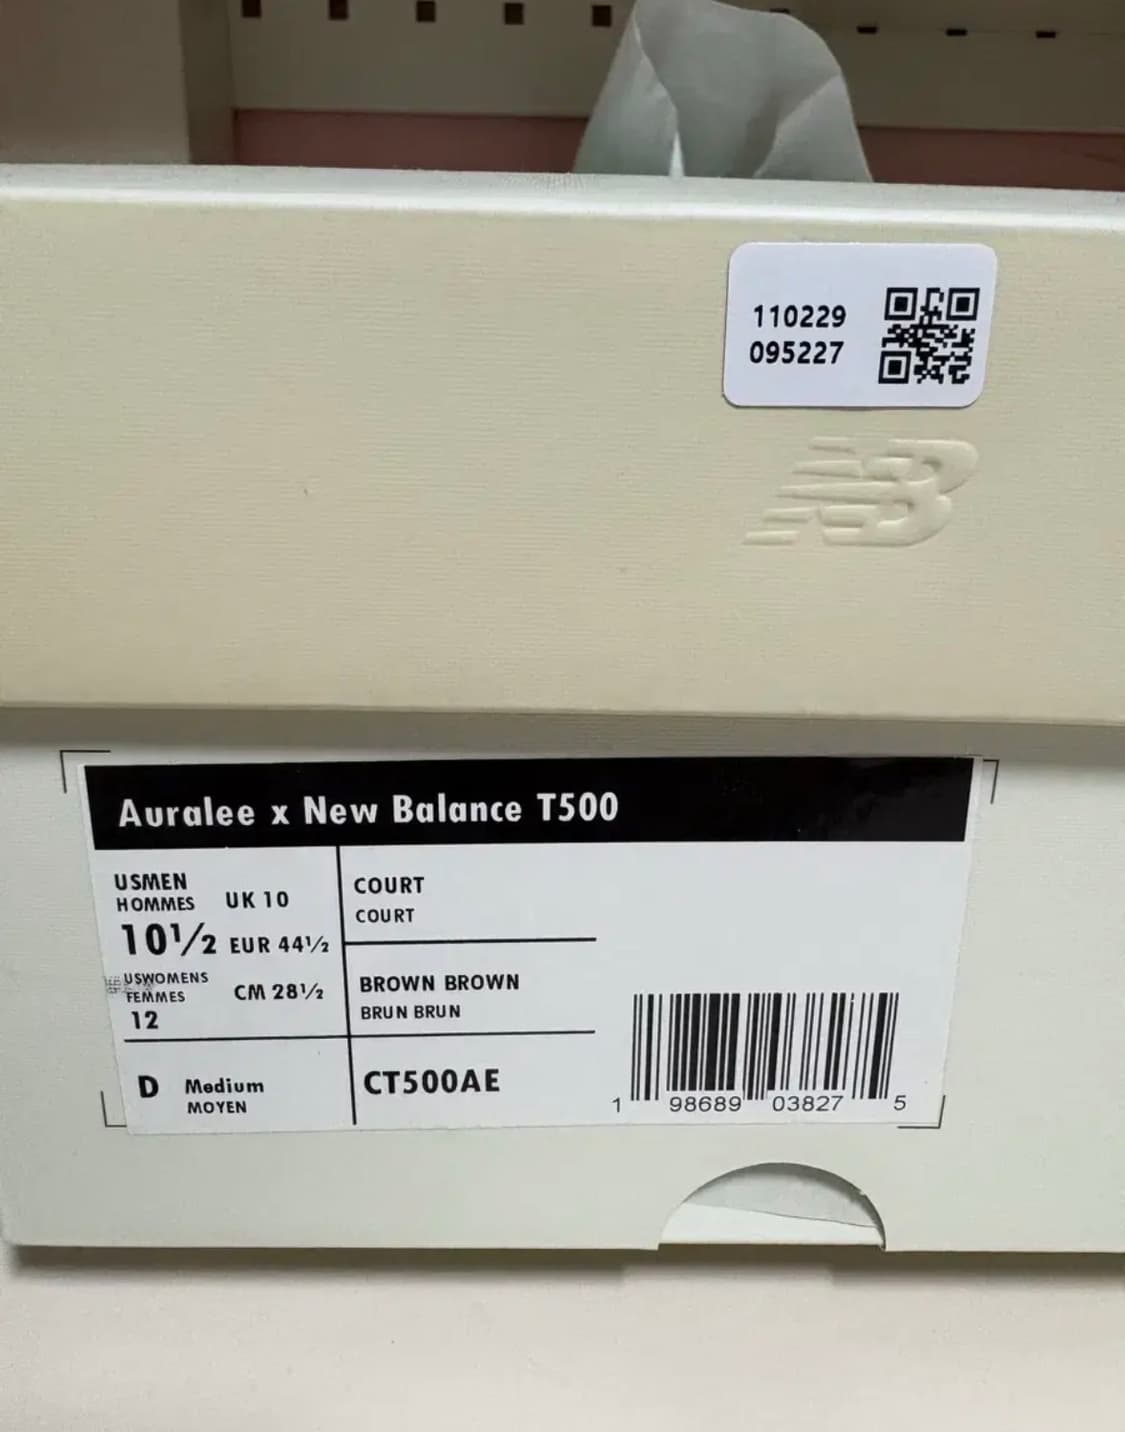 110229
095227
NB
Auralee x New Balance T500
USMEN
HOMMES
10½
UK 10
EUR 44½
USWOMENS
FEMMES
12
CM 28½
D Medium
MOYEN
COURT
COURT
BROWN BROWN
BRUN BRUN
CT500AE
1 98689 03827 5